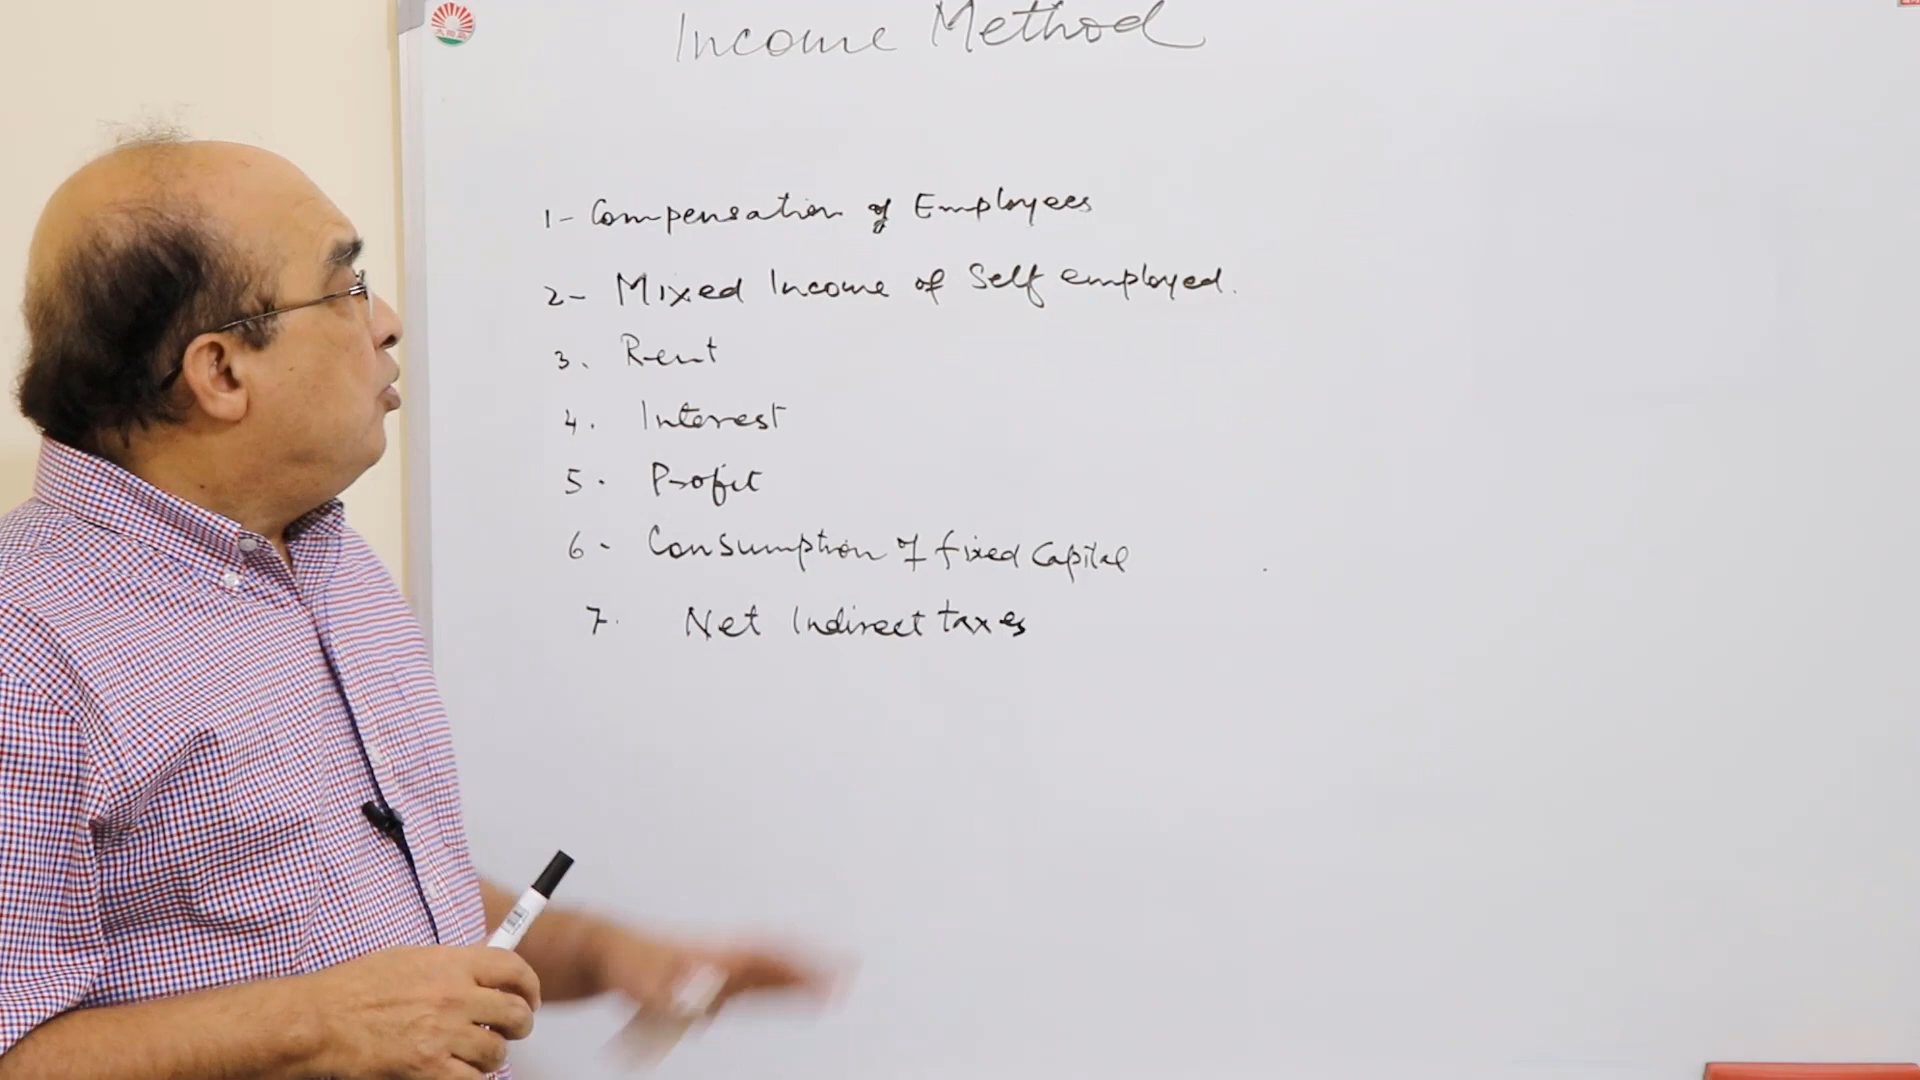 Income Method
1- Compensation of Employees
2- Mixed Income of Self employed.
3. Rent
4. Interest
5. Profit
6- Consumption of fixed Capital
7. Net Indirect taxes